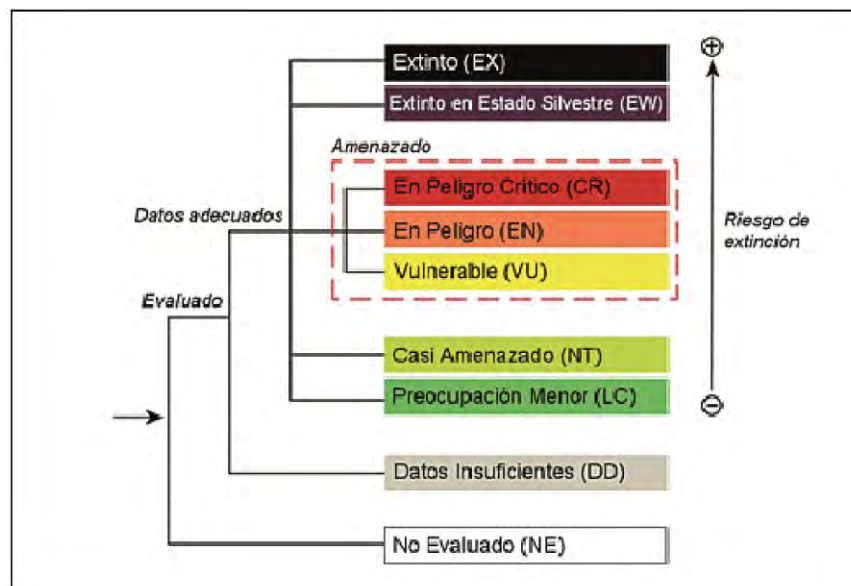 Extinto (EX)
Extinto en Estado Silvestre (EW)
Amenazado
En Peligro Crítico (CR)
Datos adecuados
En Peligro (EN)
Riesgo de
extinción
Vulnerable (VU)
Evaluado
Casi Amenazado (NT)
Preocupación Menor (LC)
Datos Insuficientes (DD)
No Evaluado (NE)